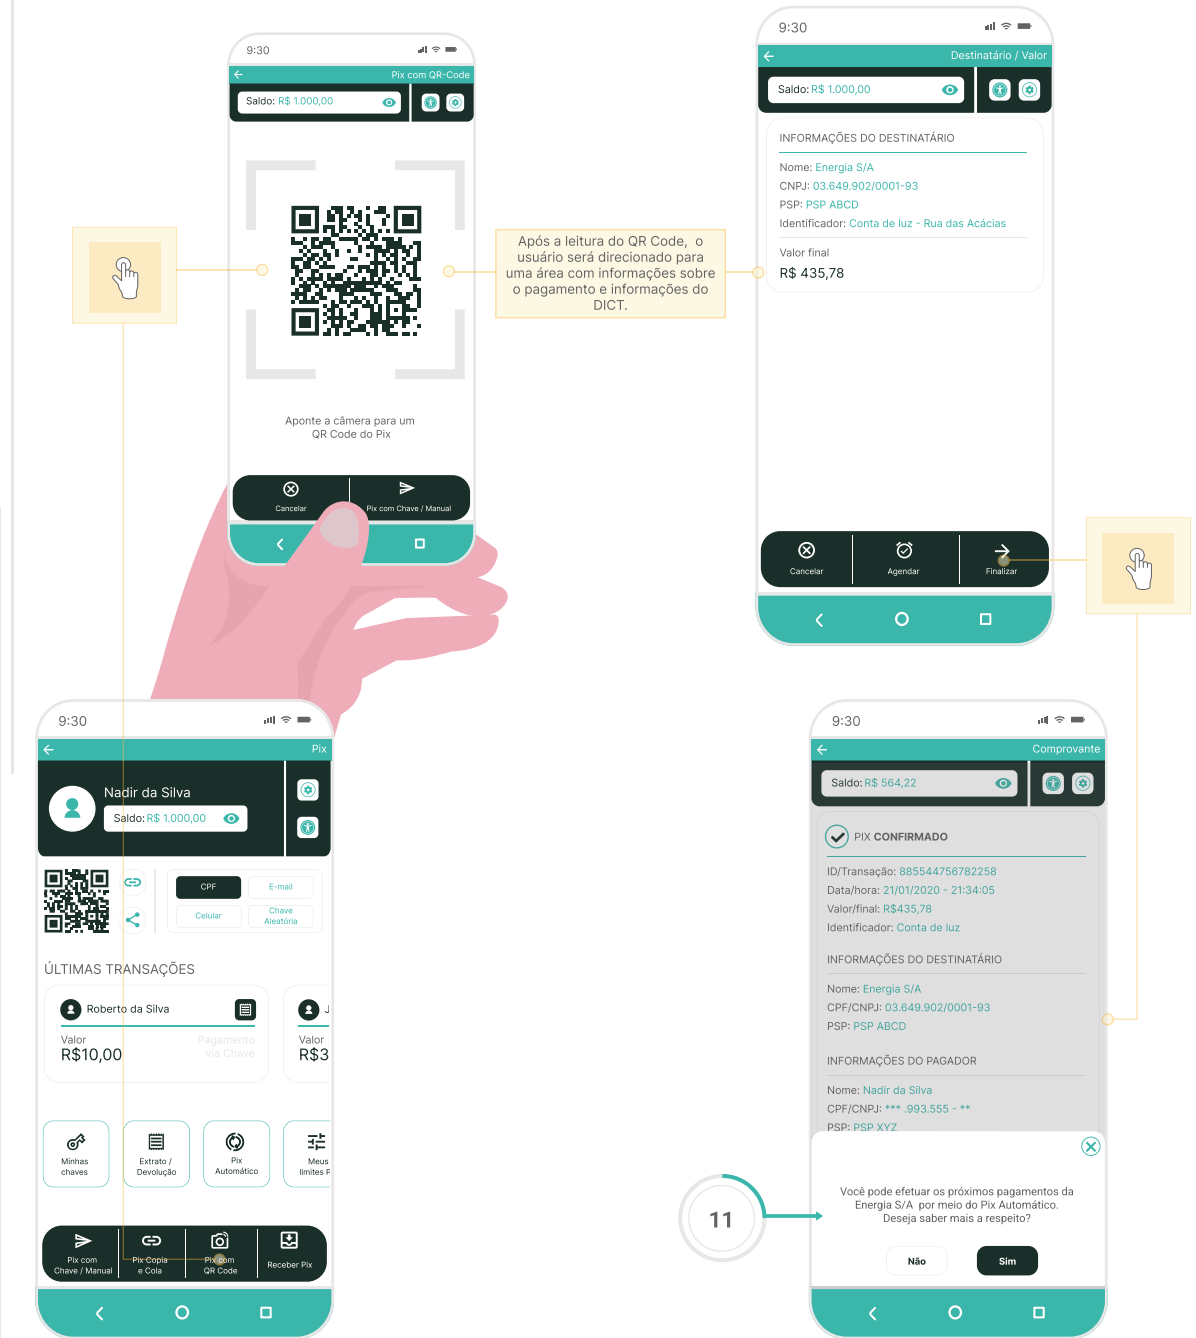 9:30
Pix com QR-Code
Saldo: R$ 1.000,00
Aponte a câmera para um
QR Code do Pix
Cancelar
Pix com Chave / Manual
Após a leitura do QR Code, o
usuário será direcionado para
uma área com informações sobre
o pagamento e informações do
DICT.
9:30
Destinatário / Valor
Saldo: R$ 1.000,00
INFORMAÇÕES DO DESTINATÁRIO
Nome: Energia S/A
CNPJ: 03.649.902/0001-93
PSP: PSP ABCD
Identificador: Conta de luz - Rua das Acácias
Valor final
R$ 435,78
Cancelar
Agendar
Finalizar
9:30
Pix
Nadir da Silva
Saldo: R$ 1.000,00
CPF
E-mail
Celular
Chave
Aleatória
ÚLTIMAS TRANSAÇÕES
Roberto da Silva
Valor
R$10,00
Pagamento
via Chave
J
Valor
R$3
Minhas
chaves
Extrato /
Devolução
Pix
Automático
Meus
limites P
Pix com
Chave / Manual
Pix Copia
e Cola
Pix com
QR Code
Receber Pix
9:30
Comprovante
Saldo: R$ 564,22
PIX CONFIRMADO
ID/Transação: 885544756782258
Data/hora: 21/01/2020 - 21:34:05
Valor/final: R$435,78
Identificador: Conta de luz
INFORMAÇÕES DO DESTINATÁRIO
Nome: Energia S/A
CPF/CNPJ: 03.649.902/0001-93
PSP: PSP ABCD
INFORMAÇÕES DO PAGADOR
Nome: Nadir da Silva
CPF/CNPJ: *** .993.555 - **
PSP: PSP XYZ
11
Você pode efetuar os próximos pagamentos da
Energia S/A por meio do Pix Automático.
Deseja saber mais a respeito?
Não
Sim